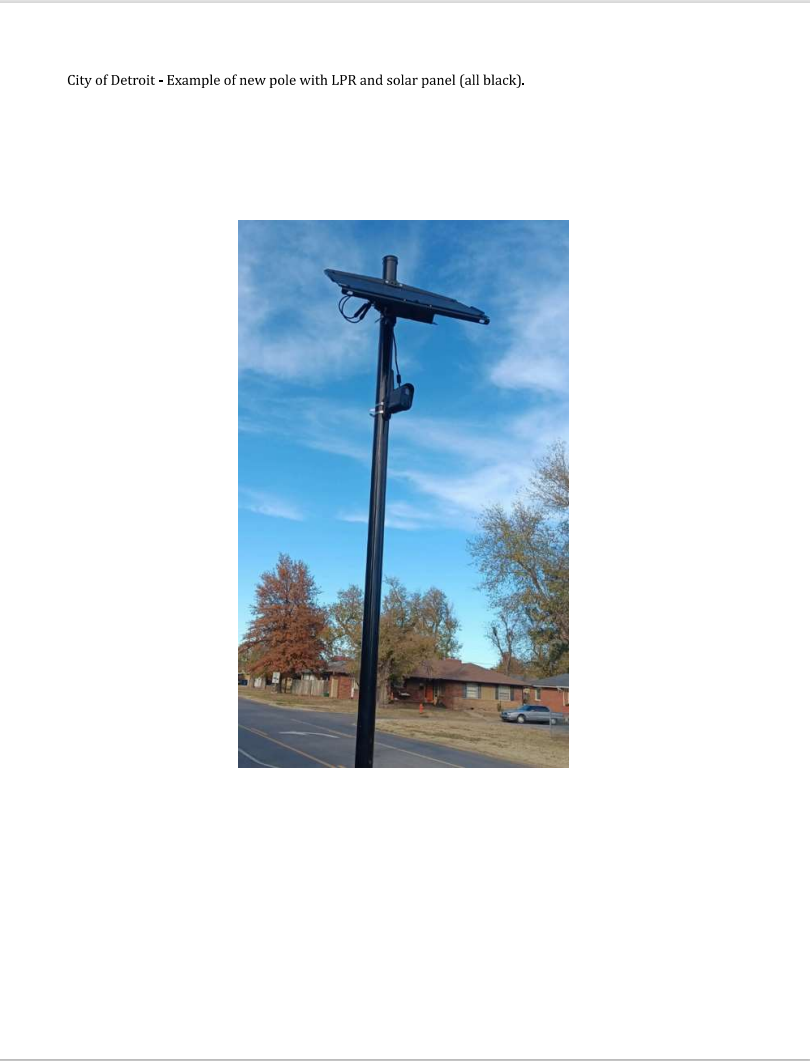 City of Detroit - Example of new pole with LPR and solar panel (all black).